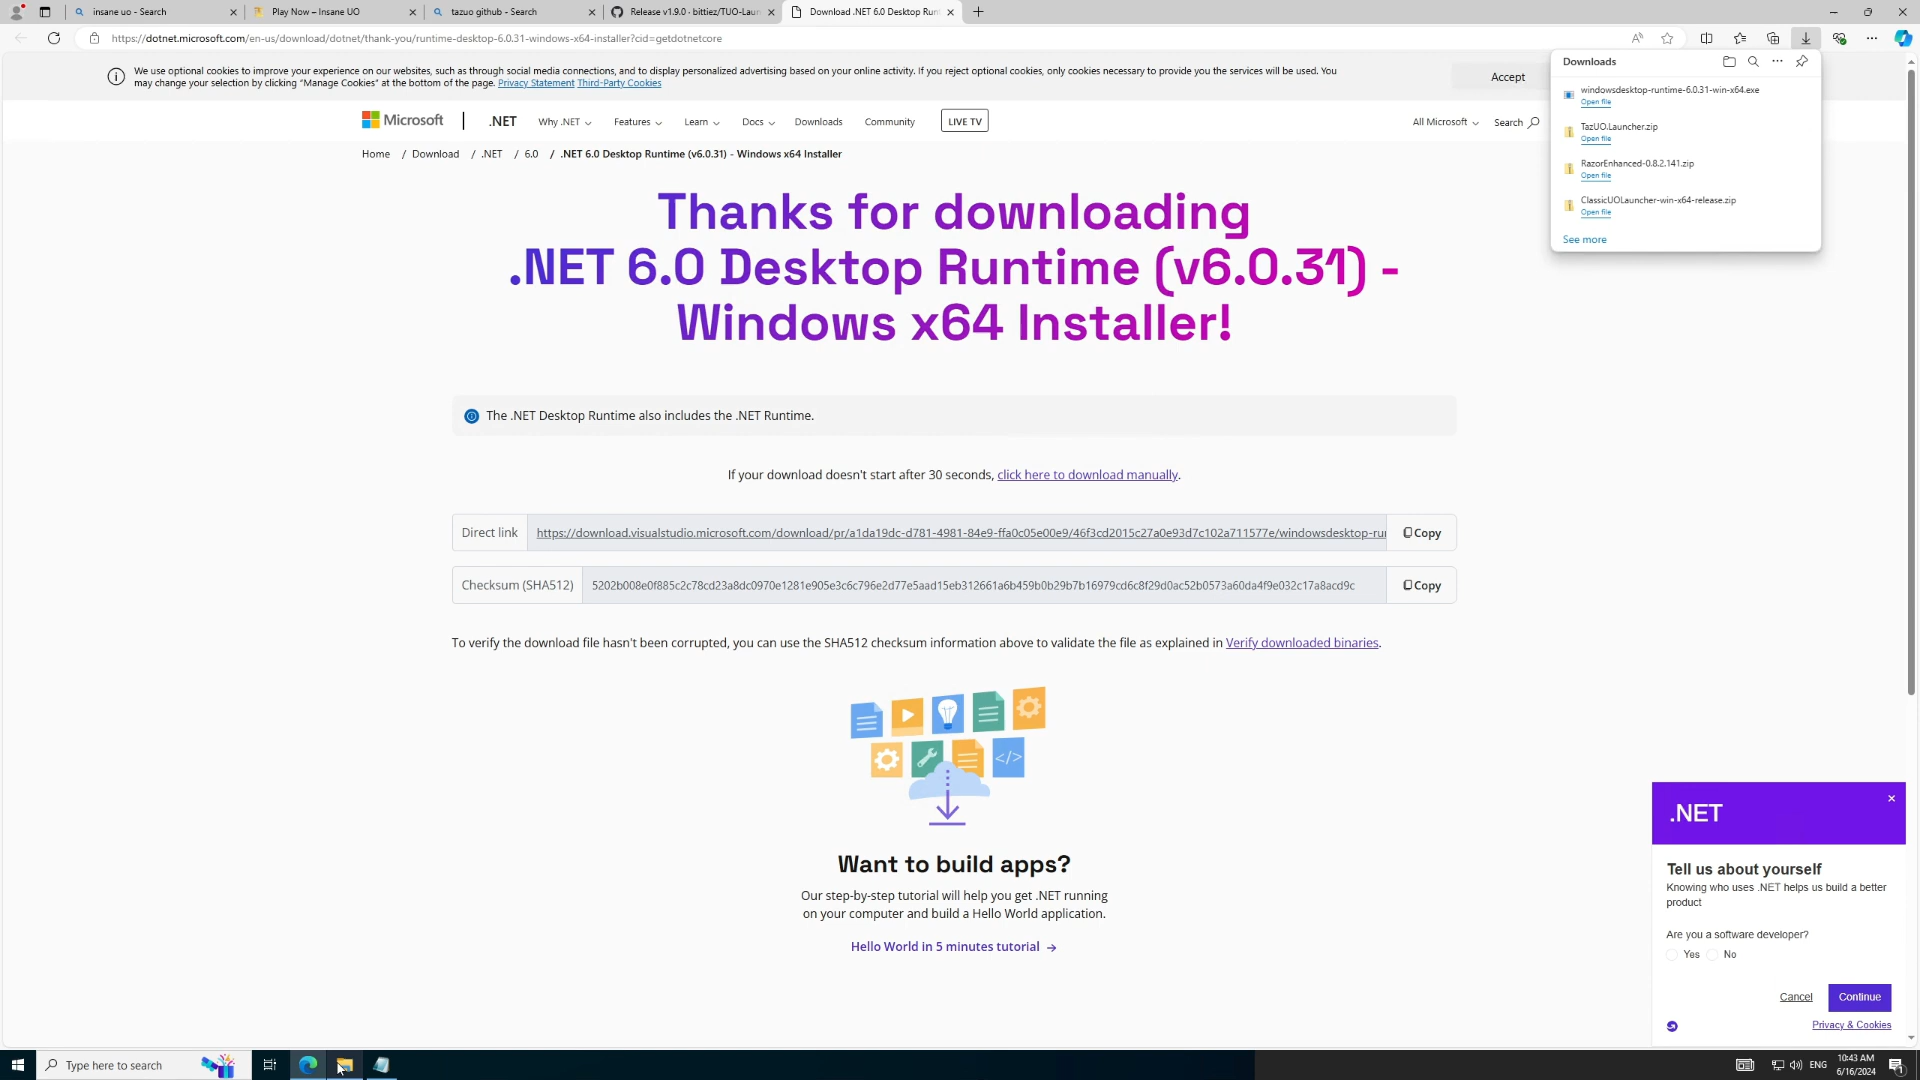 insane uo - Search
Play Now – Insane UO
tazuo github - Search
Release v1.9.0 · bittiez/TUO-Laun
Download .NET 6.0 Desktop Run
https://dotnet.microsoft.com/en-us/download/dotnet/thank-you/runtime-desktop-6.0.31-windows-x64-installer?cid=getdotnetcore
We use optional cookies to improve your experience on our websites, such as through social media connections, and to display personalized advertising based on your online activity. If you reject optional cookies, only cookies necessary to provide you the services will be used. You
may change your selection by clicking “Manage Cookies” at the bottom of the page. Privacy Statement Third-Party Cookies
Accept
Downloads
windowsdesktop-runtime-6.0.31-win-x64.exe
Open file
TazUO.Launcher.zip
Open file
RazorEnhanced-0.8.2.141.zip
Open file
ClassicUOLauncher-win-x64-release.zip
Open file
See more
Microsoft .NET Why .NET Features Learn Docs Downloads Community LIVE TV All Microsoft Search
Home / Download / .NET / 6.0 / .NET 6.0 Desktop Runtime (v6.0.31) - Windows x64 Installer
Thanks for downloading
.NET 6.0 Desktop Runtime (v6.0.31) -
Windows x64 Installer!
The .NET Desktop Runtime also includes the .NET Runtime.
If your download doesn't start after 30 seconds, click here to download manually.
Direct link https://download.visualstudio.microsoft.com/download/pr/a1da19dc-d781-4981-84e9-ffa0c05e00e9/46f3cd2015c27a0e93d7c102a711577e/windowsdesktop-run Copy
Checksum (SHA512) 5202b008e0f885c2c78cd23a8dc0970e1281e905e3c6c796e2d77e5aad15eb312661a6b459b0b29b7b16979cd6c8f29d0ac52b0573a60da4f9e032c17a8acd9c Copy
To verify the download file hasn't been corrupted, you can use the SHA512 checksum information above to validate the file as explained in Verify downloaded binaries.
</>
Want to build apps?
Our step-by-step tutorial will help you get .NET running
on your computer and build a Hello World application.
Hello World in 5 minutes tutorial
.NET
Tell us about yourself
Knowing who uses .NET helps us build a better
product
Are you a software developer?
Yes No
Cancel Continue
Privacy & Cookies
Type here to search
ENG
10:43 AM
6/16/2024
1